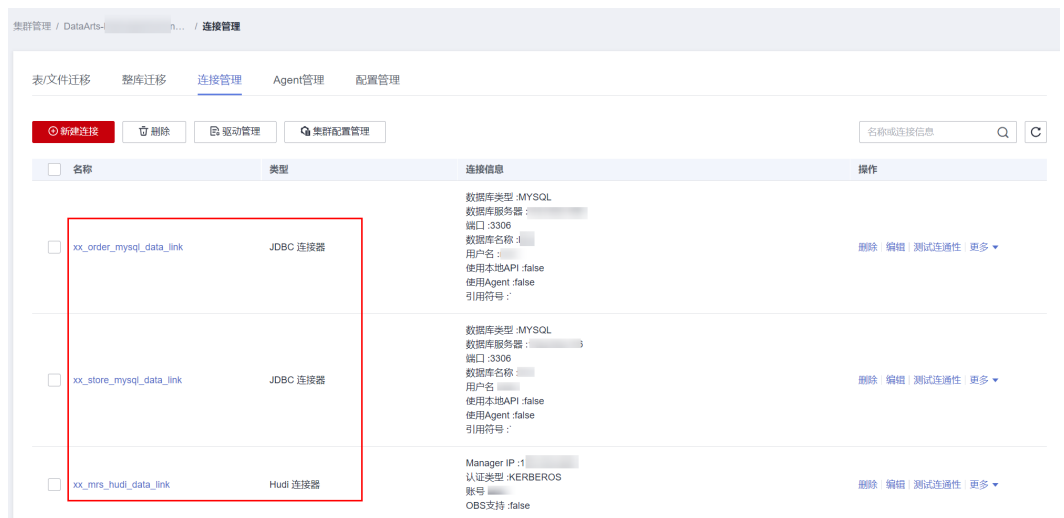 集群管理 / DataArts- n... / 连接管理
表/文件迁移 整库迁移 连接管理 Agent管理 配置管理
新建连接 删除 驱动管理 集群配置管理 名称或连接信息
名称 类型 连接信息 操作
数据库类型 :MYSQL
数据库服务器 :
端口 :3306
数据库名称 :
xx_order_mysql_data_link JDBC 连接器 删除 编辑 测试连通性 更多
用户名 :
使用本地API :false
使用Agent :false
引用符号 :`
数据库类型 :MYSQL
数据库服务器 :
端口 :3306
数据库名称 :
xx_store_mysql_data_link JDBC 连接器 删除 编辑 测试连通性 更多
用户名
使用本地API :false
使用Agent :false
引用符号 :`
Manager IP :1
认证类型 :KERBEROS
xx_mrs_hudi_data_link Hudi 连接器 删除 编辑 测试连通性 更多
账号
OBS支持 :false